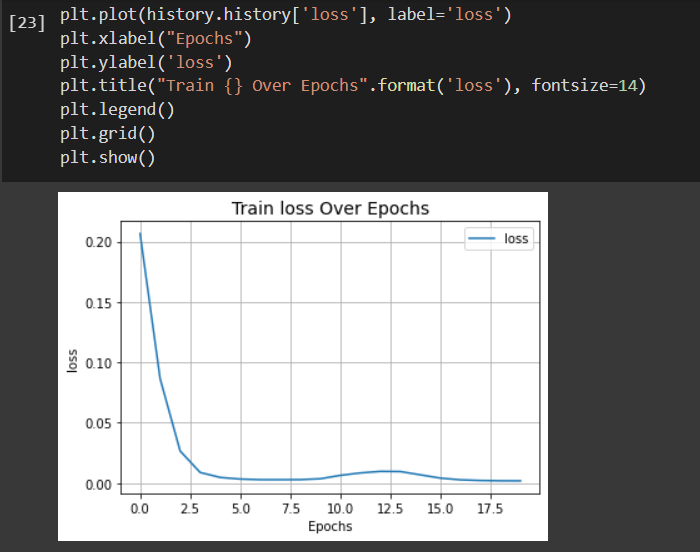 [23] plt.plot(history.history['loss'], label='loss')
plt.xlabel("Epochs")
plt.ylabel('loss')
plt.title("Train {} Over Epochs".format('loss'), fontsize=14)
plt.legend()
plt.grid()
plt.show()
Train loss Over Epochs
loss
0.20
0.15
0.10
0.05
0.00
loss
0.0 2.5 5.0 7.5 10.0 12.5 15.0 17.5
Epochs